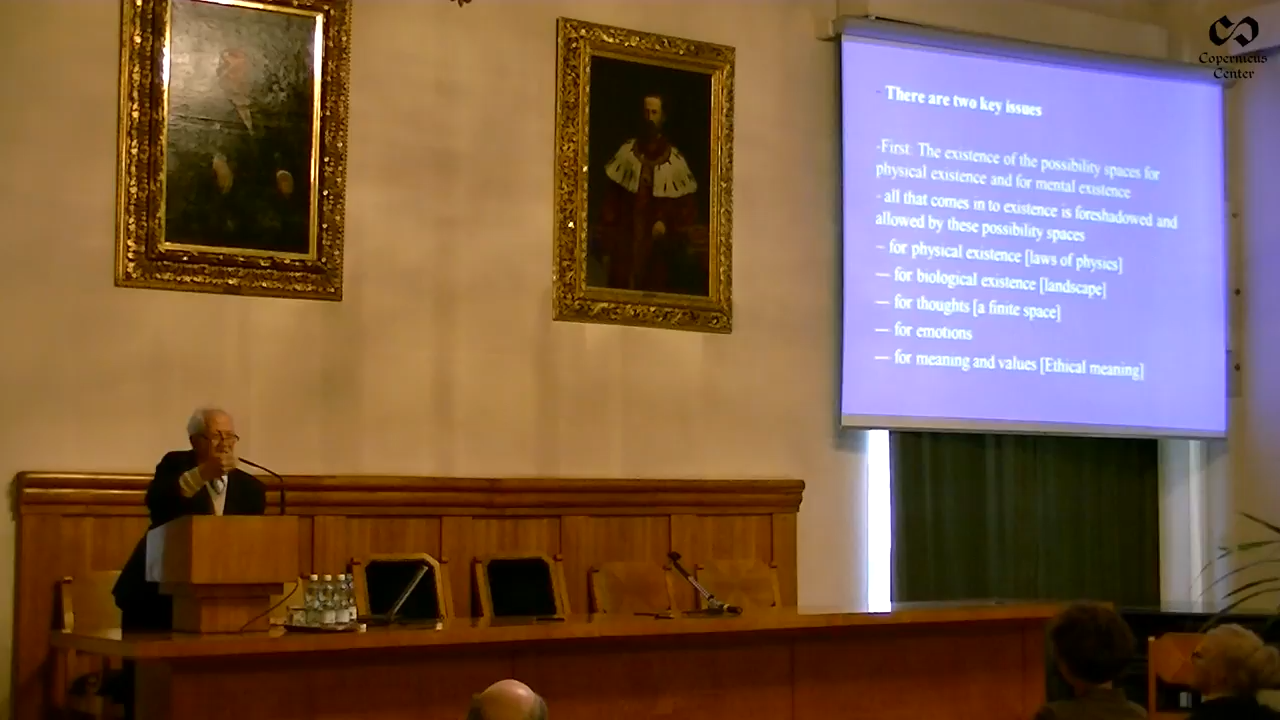 Copernicus
Center
- There are two key issues
-First: The existence of the possibility spaces for
physical existence and for mental existence
- all that comes in to existence is foreshadowed and
allowed by these possibility spaces
– for physical existence [laws of physics]
— for biological existence [landscape]
— for thoughts [a finite space]
— for emotions
— for meaning and values [Ethical meaning]